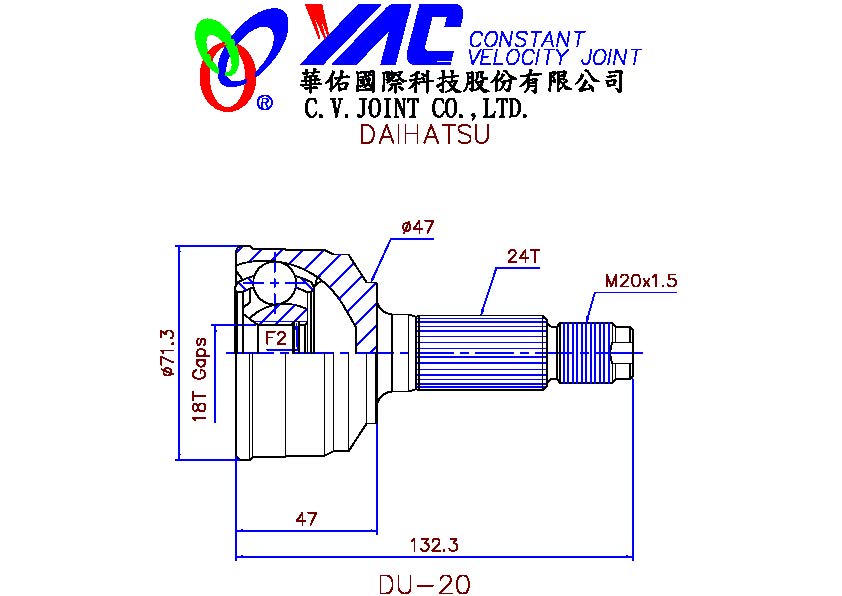 YAC CONSTANT
VELOCITY JOINT
®
華佑國際科技股份有限公司
C.V.JOINT CO.,LTD.
DAIHATSU
ø47
24T
M20x1.5
F2
ø71.3
18T Gaps
47
132.3
DU-20